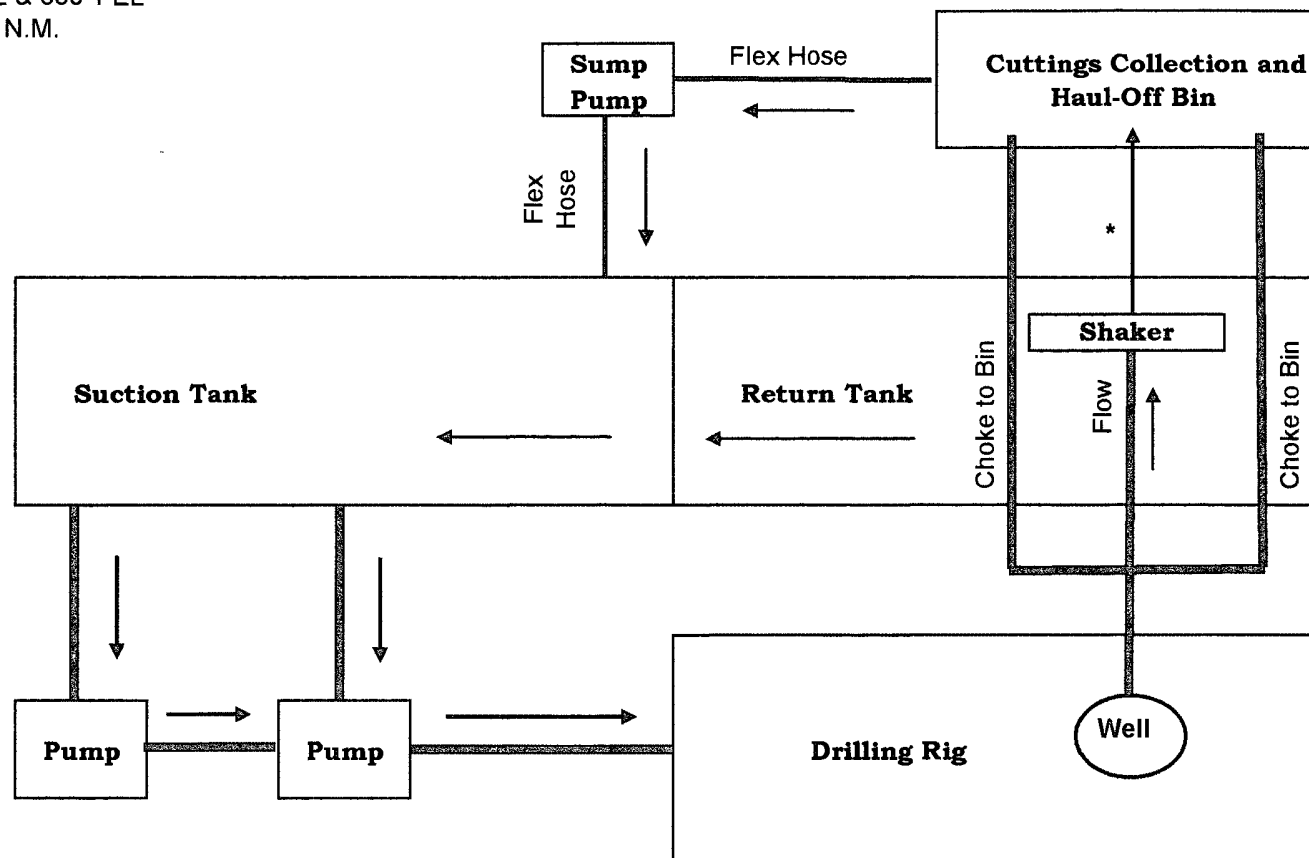 N.M.
Flex Hose
Sump
Pump
Cuttings Collection and
Haul-Off Bin
Flex
Hose
*
Shaker
Suction Tank
Return Tank
Choke to Bin
Flow
Choke to Bin
Pump
Pump
Drilling Rig
Well